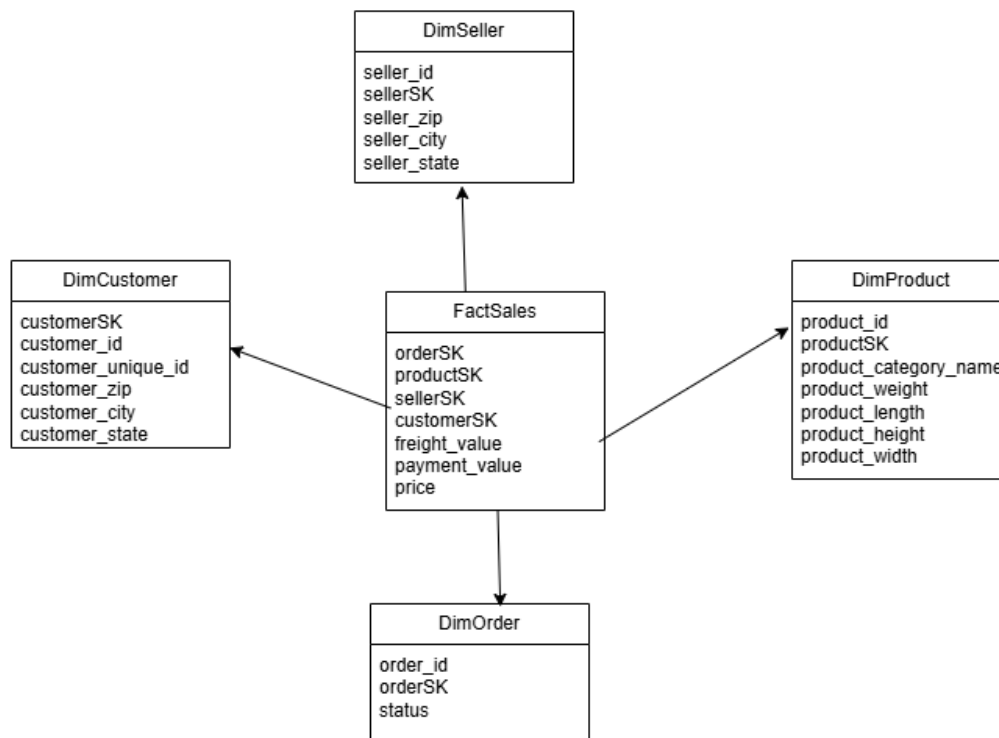 DimSeller
seller_id
sellerSK
seller_zip
seller_city
seller_state
DimCustomer
customerSK
customer_id
customer_unique_id
customer_zip
customer_city
customer_state
FactSales
orderSK
productSK
sellerSK
customerSK
freight_value
payment_value
price
DimProduct
product_id
productSK
product_category_name
product_weight
product_length
product_height
product_width
DimOrder
order_id
orderSK
status